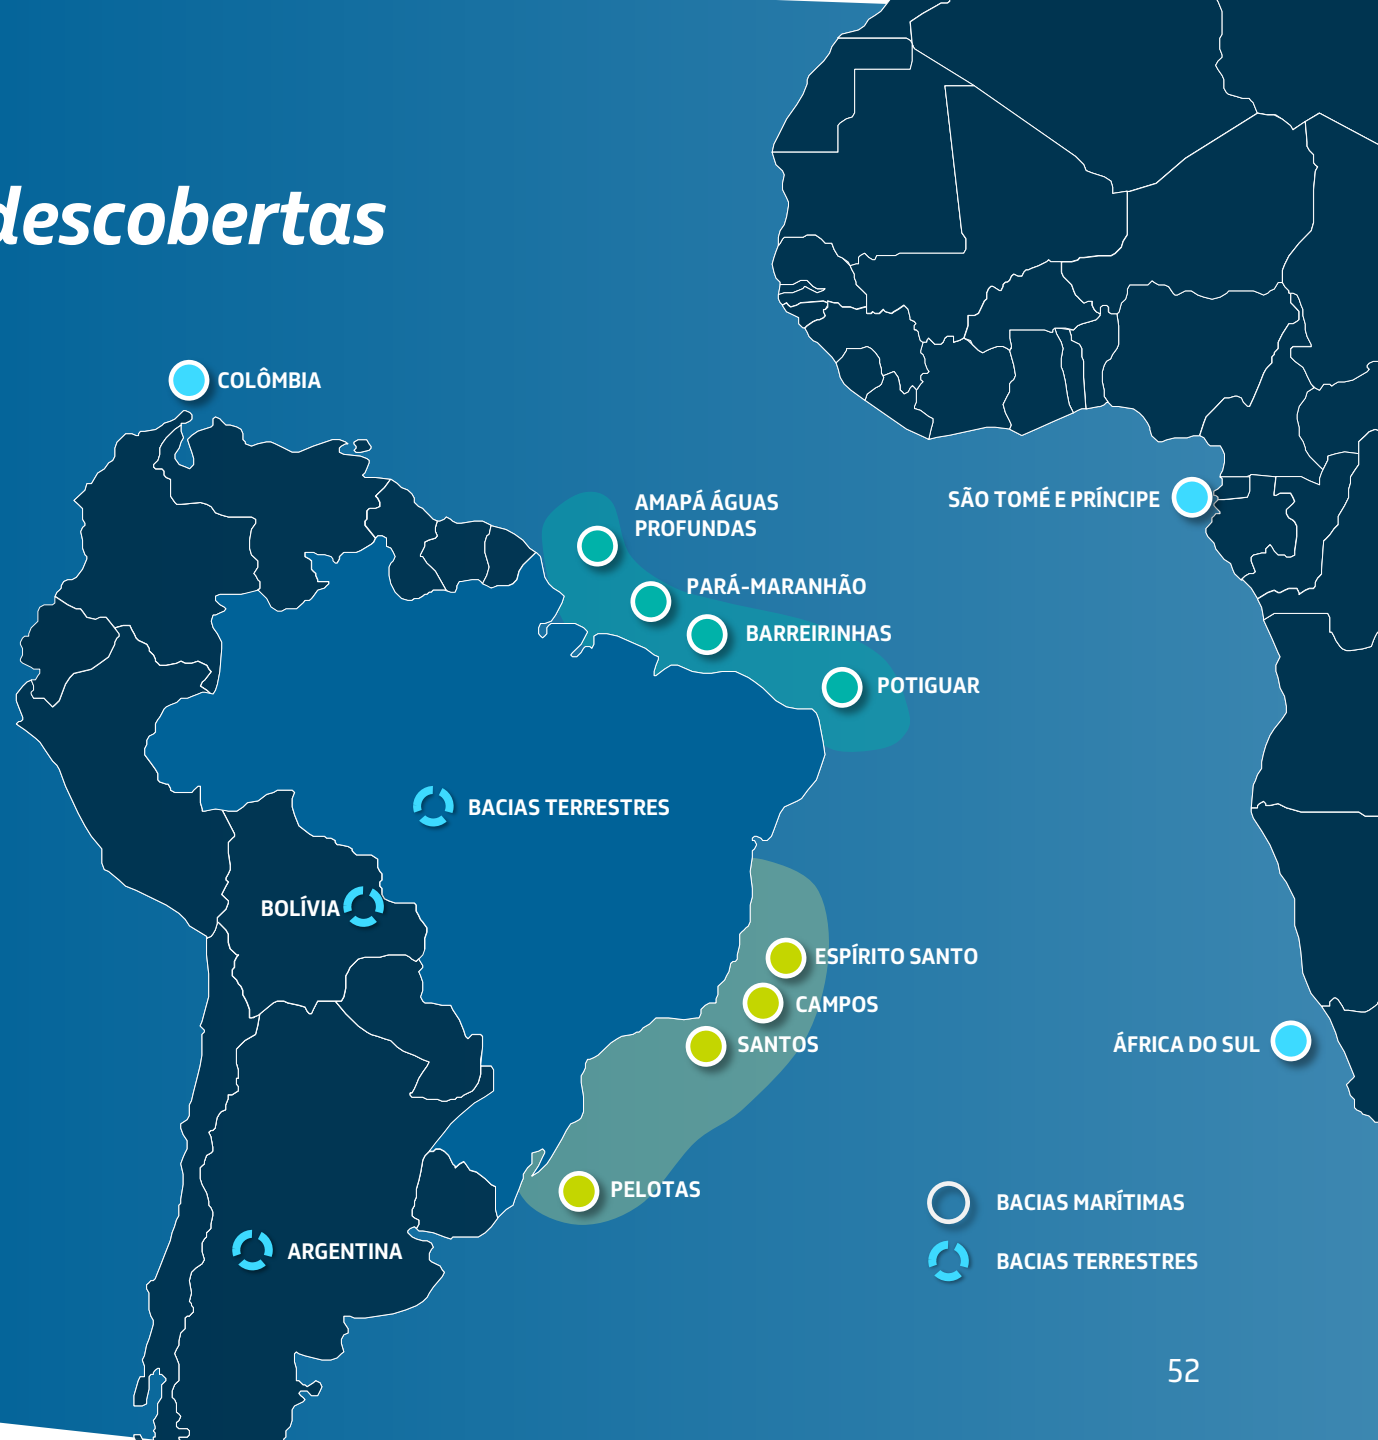 descobertas
COLÔMBIA
AMAPÁ ÁGUAS
PROFUNDAS
SÃO TOMÉ E PRÍNCIPE
PARÁ-MARANHÃO
BARREIRINHAS
POTIGUAR
BACIAS TERRESTRES
BOLÍVIA
ESPÍRITO SANTO
CAMPOS
SANTOS
ÁFRICA DO SUL
PELOTAS
BACIAS MARÍTIMAS
ARGENTINA
BACIAS TERRESTRES
52